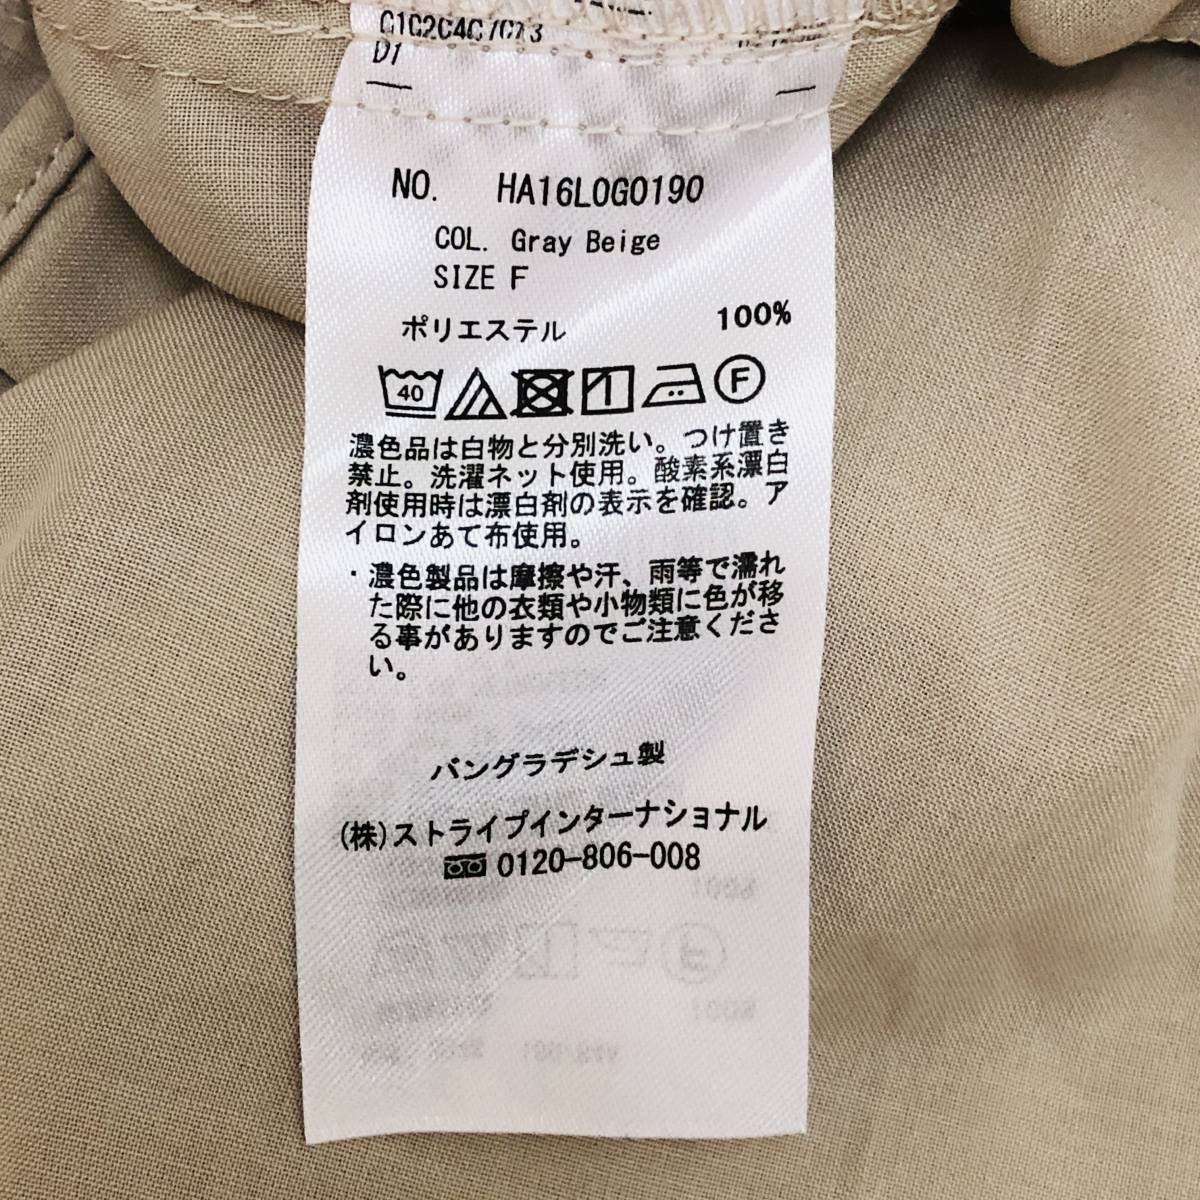 D1
NO. HA16L0G0190
COL. Gray Beige
SIZE F
ポリエステル 100%
40 F
濃色品は白物と分別洗い。つけ置き
禁止。洗濯ネット使用。酸素系漂白
剤使用時は漂白剤の表示を確認。ア
イロンあて布使用。
・濃色製品は摩擦や汗、雨等で濡れ
た際に他の衣類や小物類に色が移
る事がありますのでご注意くださ
い。
バングラデシュ製
(株)ストライプインターナショナル
0120-806-008